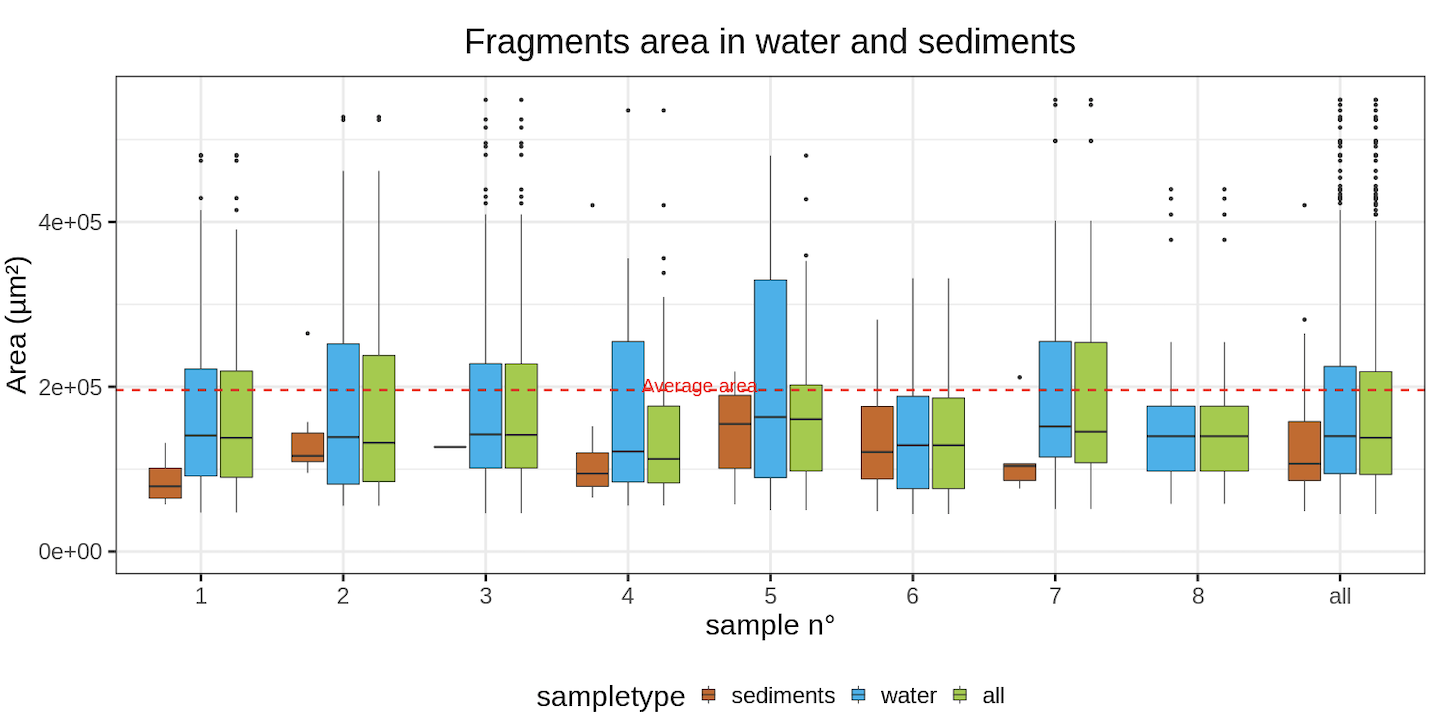 Fragments area in water and sediments
Area (µm²)
4e+05
2e+05
0e+00
Average area
1 2 3 4 5 6 7 8 all
sample n°
sampletype sediments water all